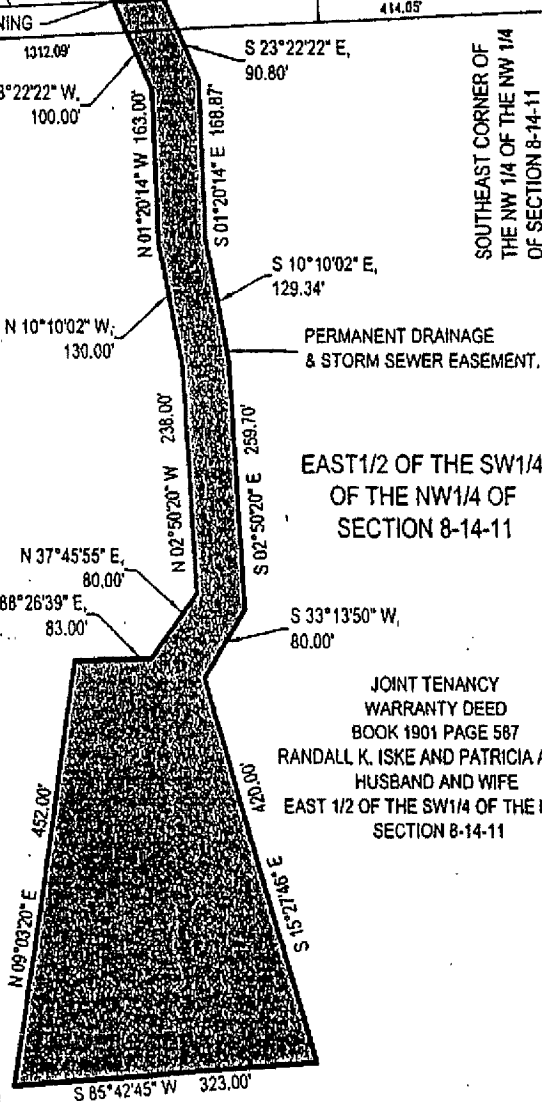 NING
1312.09'
414.05'
S 23°22'22" E,
90.80'
3°22'22" W,
100.00'
N 01°20'14" W 163.00'
S 01°20'14" E 168.87'
SOUTHEAST CORNER OF
THE NW 1/4 OF THE NW 1/4
OF SECTION 8-14-11
S 10°10'02" E,
129.34'
N 10°10'02" W,
130.00'
PERMANENT DRAINAGE
& STORM SEWER EASEMENT.
N 02°50'20" W 238.00'
S 02°50'20" E 259.70'
EAST1/2 OF THE SW1/4
OF THE NW1/4 OF
SECTION 8-14-11
N 37°45'55" E,
80.00'
88°26'39" E,
83.00'
S 33°13'50" W,
80.00'
JOINT TENANCY
WARRANTY DEED
BOOK 1901 PAGE 587
RANDALL K. ISKE AND PATRICIA A
HUSBAND AND WIFE
EAST 1/2 OF THE SW1/4 OF THE
SECTION 8-14-11
N 09°03'20" E 452.00'
S 15°27'46" E 420.00'
S 85°42'45" W 323.00'